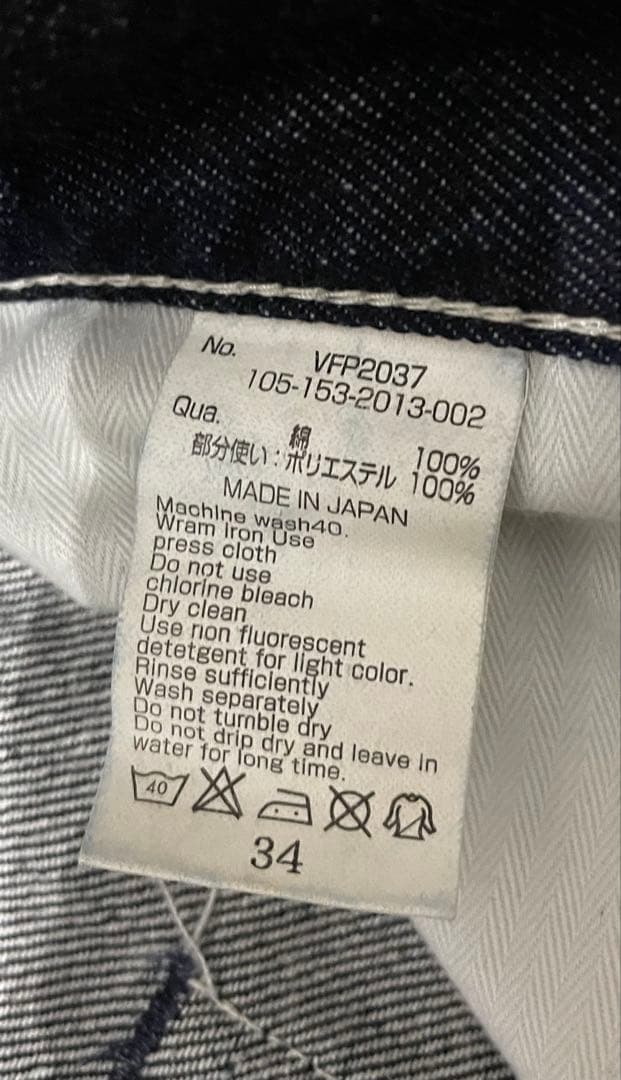 No. VFP2037
105-153-2013-002
Qua. 綿 100%
部分使い:ポリエステル 100%
MADE IN JAPAN
Machine wash40.
Wram Iron Use
press cloth
Do not use
chlorine bleach
Dry clean
Use non fluorescent
detetgent for light color.
Rinse sufficiently
Wash separately
Do not tumble dry
Do not drip dry and leave in
water for long time.
40
34